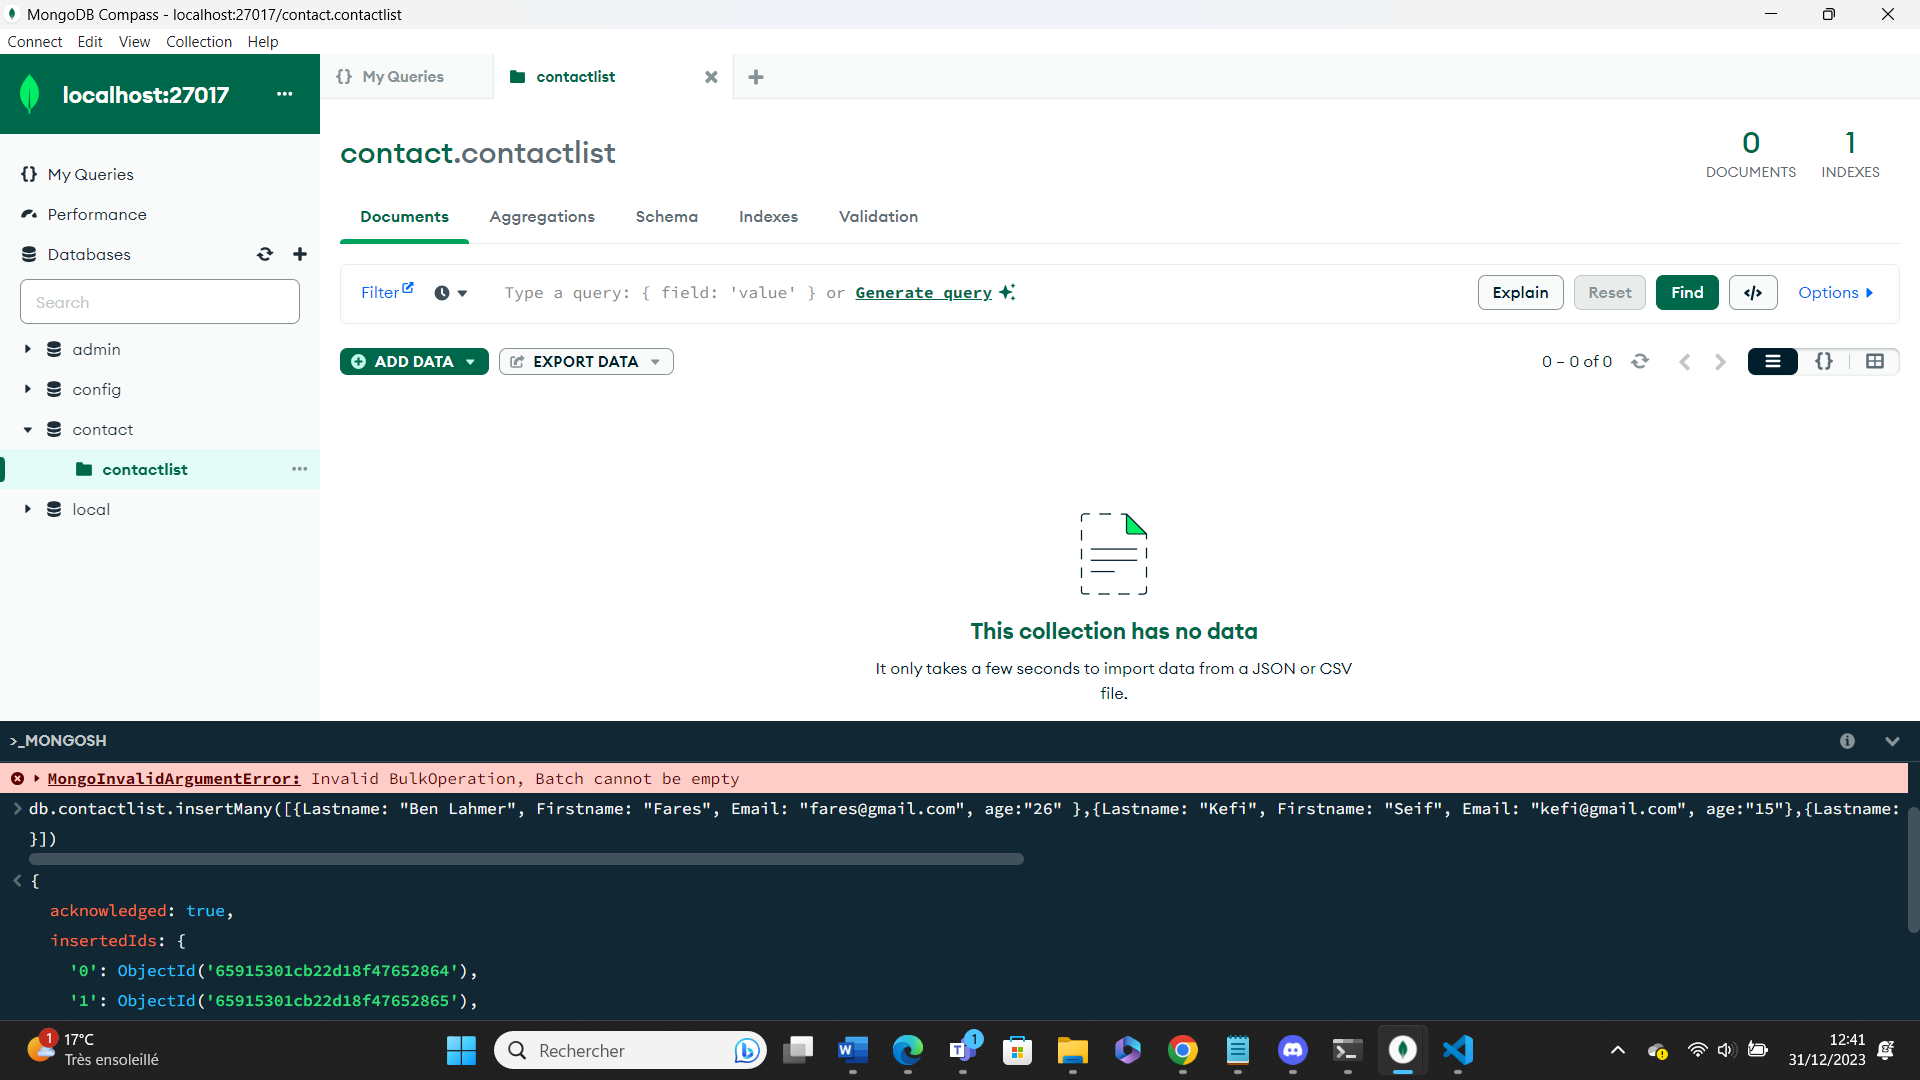 MongoDB Compass - localhost:27017/contact.contactlist
Connect Edit View Collection Help
localhost:27017
{} My Queries
contactlist
My Queries
Performance
Databases
Search
admin
config
contact
contactlist
local
contact.contactlist
0
DOCUMENTS
1
INDEXES
Documents Aggregations Schema Indexes Validation
Filter Type a query: { field: 'value' } or Generate query Explain Reset Find </> Options
ADD DATA EXPORT DATA 0 – 0 of 0 {}
This collection has no data
It only takes a few seconds to import data from a JSON or CSV
file.
>_MONGOSH
MongoInvalidArgumentError: Invalid BulkOperation, Batch cannot be empty
> db.contactlist.insertMany([{Lastname: "Ben Lahmer", Firstname: "Fares", Email: "fares@gmail.com", age:"26" },{Lastname: "Kefi", Firstname: "Seif", Email: "kefi@gmail.com", age:"15"},{Lastname:
}])
< {
acknowledged: true,
insertedIds: {
'0': ObjectId('65915301cb22d18f47652864'),
'1': ObjectId('65915301cb22d18f47652865'),
1
17°C
Très ensoleillé
Rechercher
1
12:41
31/12/2023